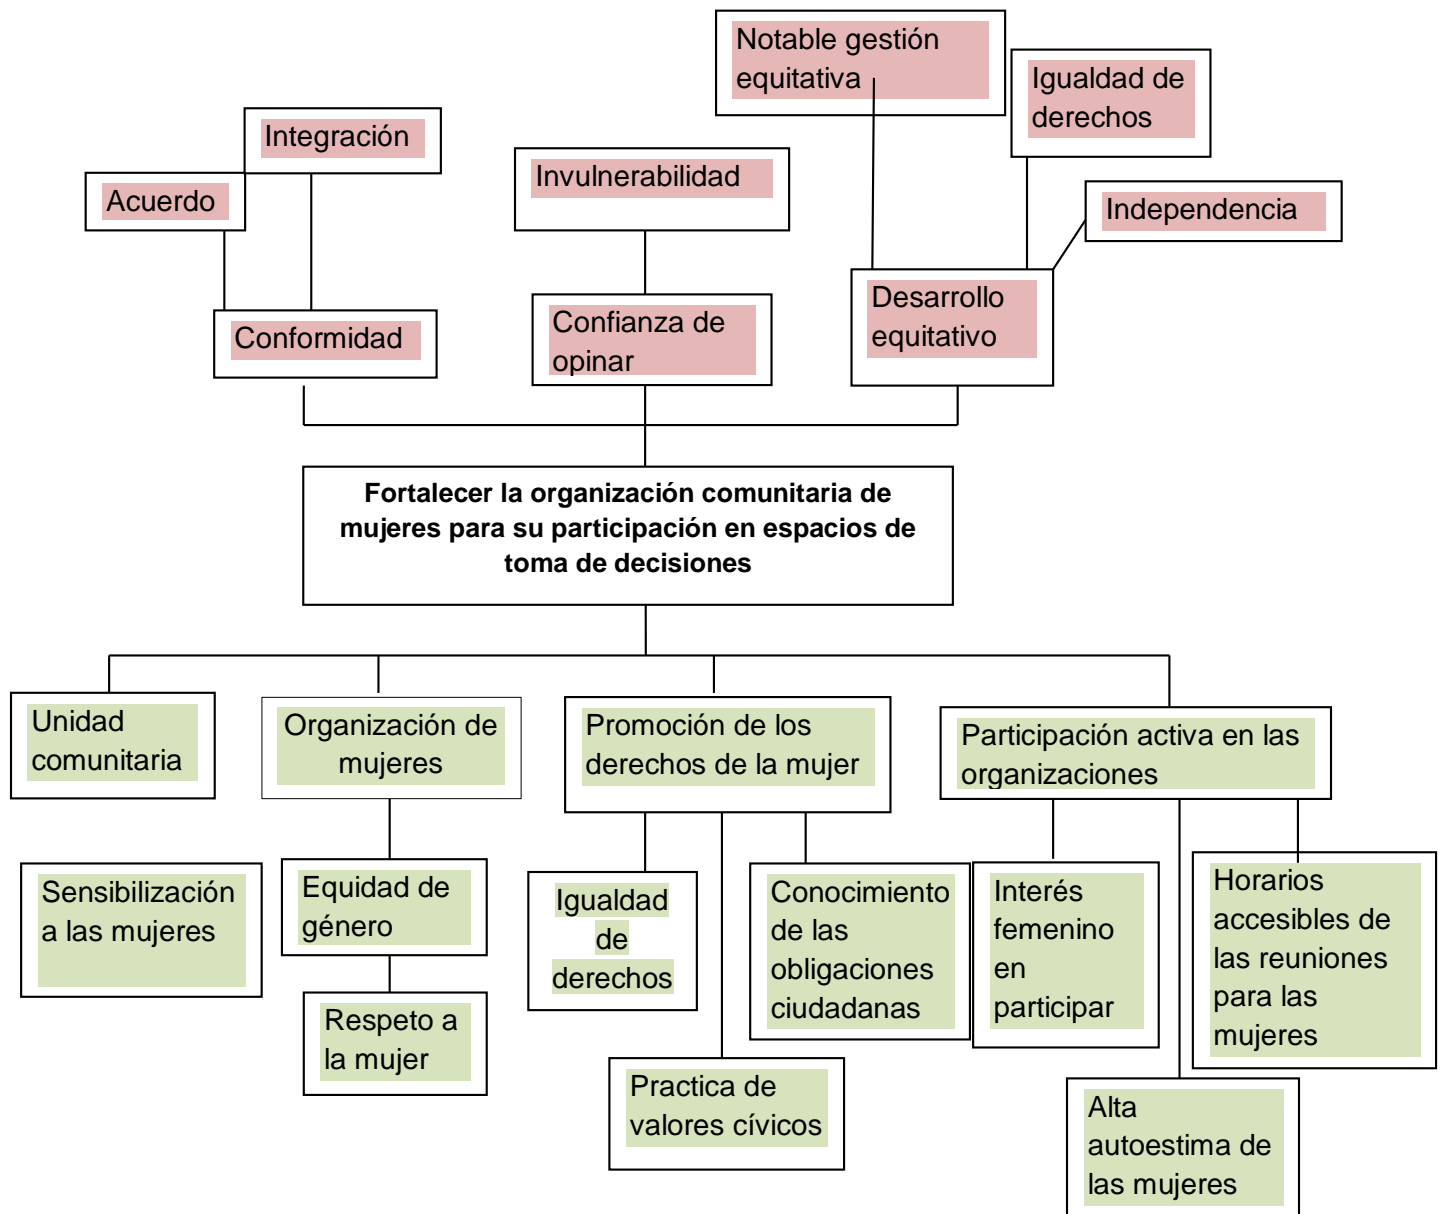 Notable gestión
equitativa
Igualdad de
derechos
Integración
Invulnerabilidad
Acuerdo
Independencia
Conformidad
Confianza de
opinar
Desarrollo
equitativo
Fortalecer la organización comunitaria de
mujeres para su participación en espacios de
toma de decisiones
Unidad
comunitaria
Organización de
mujeres
Promoción de los
derechos de la mujer
Participación activa en las
organizaciones
Sensibilización
a las mujeres
Equidad de
género
Igualdad
de
derechos
Conocimiento
de las
obligaciones
ciudadanas
Interés
femenino
en
participar
Horarios
accesibles de
las reuniones
para las
mujeres
Respeto a
la mujer
Practica de
valores cívicos
Alta
autoestima de
las mujeres